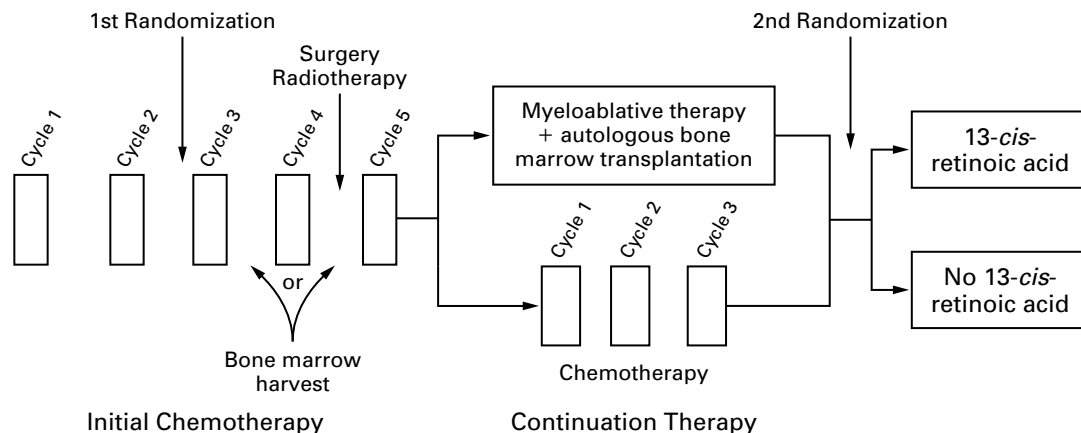 1st Randomization
2nd Randomization
Surgery
Radiotherapy
Cycle 1
Cycle 2
Cycle 3
Cycle 4
Cycle 5
Myeloablative therapy
+ autologous bone
marrow transplantation
13-cis-
retinoic acid
Cycle 1
Cycle 2
Cycle 3
or
No 13-cis-
retinoic acid
Bone marrow
harvest
Chemotherapy
Initial Chemotherapy
Continuation Therapy